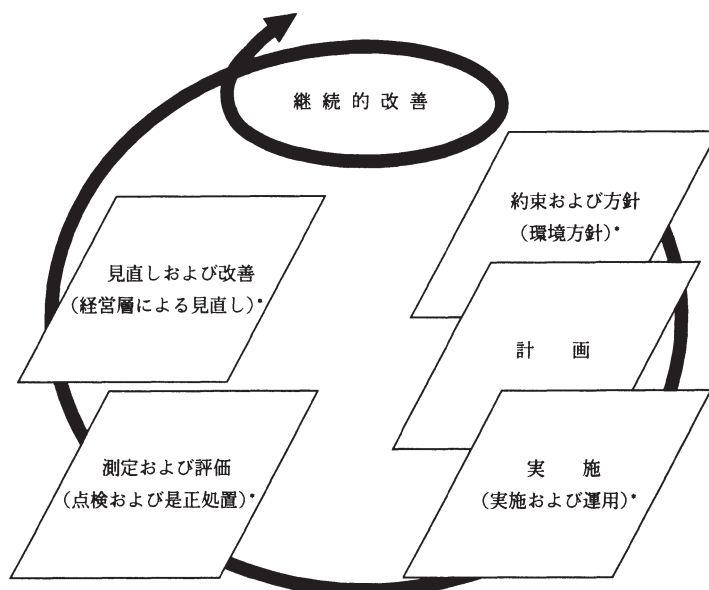 継続的改善
約束および方針
(環境方針)*
計画
実施
(実施および運用)*
測定および評価
(点検および是正処置)*
見直しおよび改善
(経営層による見直し)*